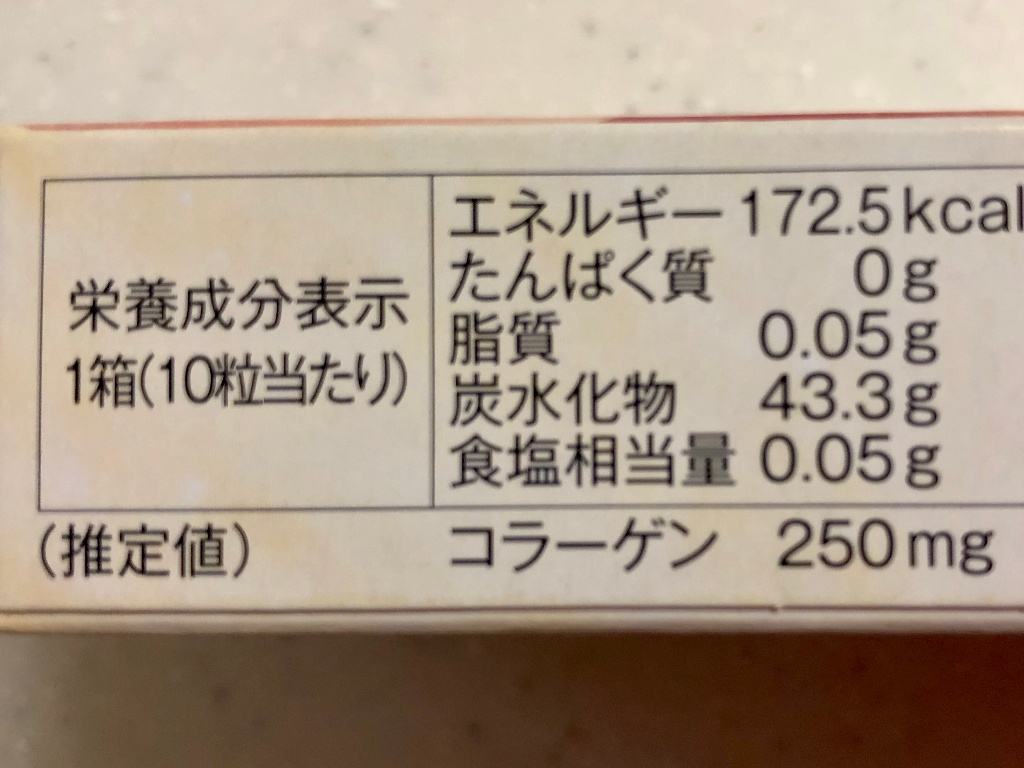 栄養成分表示
1箱(10粒当たり)
エネルギー 172.5kcal
たんぱく質 0g
脂質 0.05g
炭水化物 43.3g
食塩相当量 0.05g
(推定値) コラーゲン 250mg